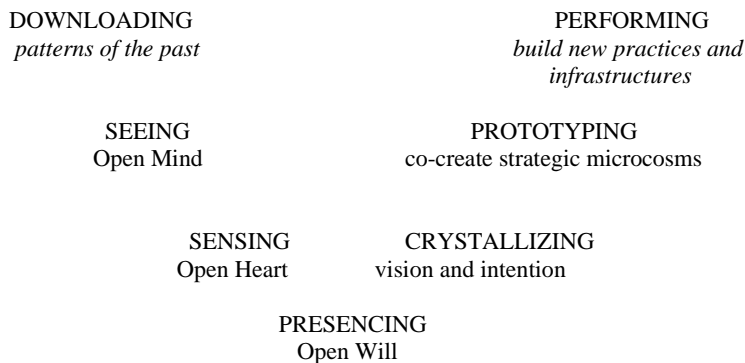 DOWNLOADING PERFORMING
patterns of the past build new practices and
infrastructures
SEEING PROTOTYPING
Open Mind co-create strategic microcosms
SENSING CRYSTALLIZING
Open Heart vision and intention
PRESENCING
Open Will